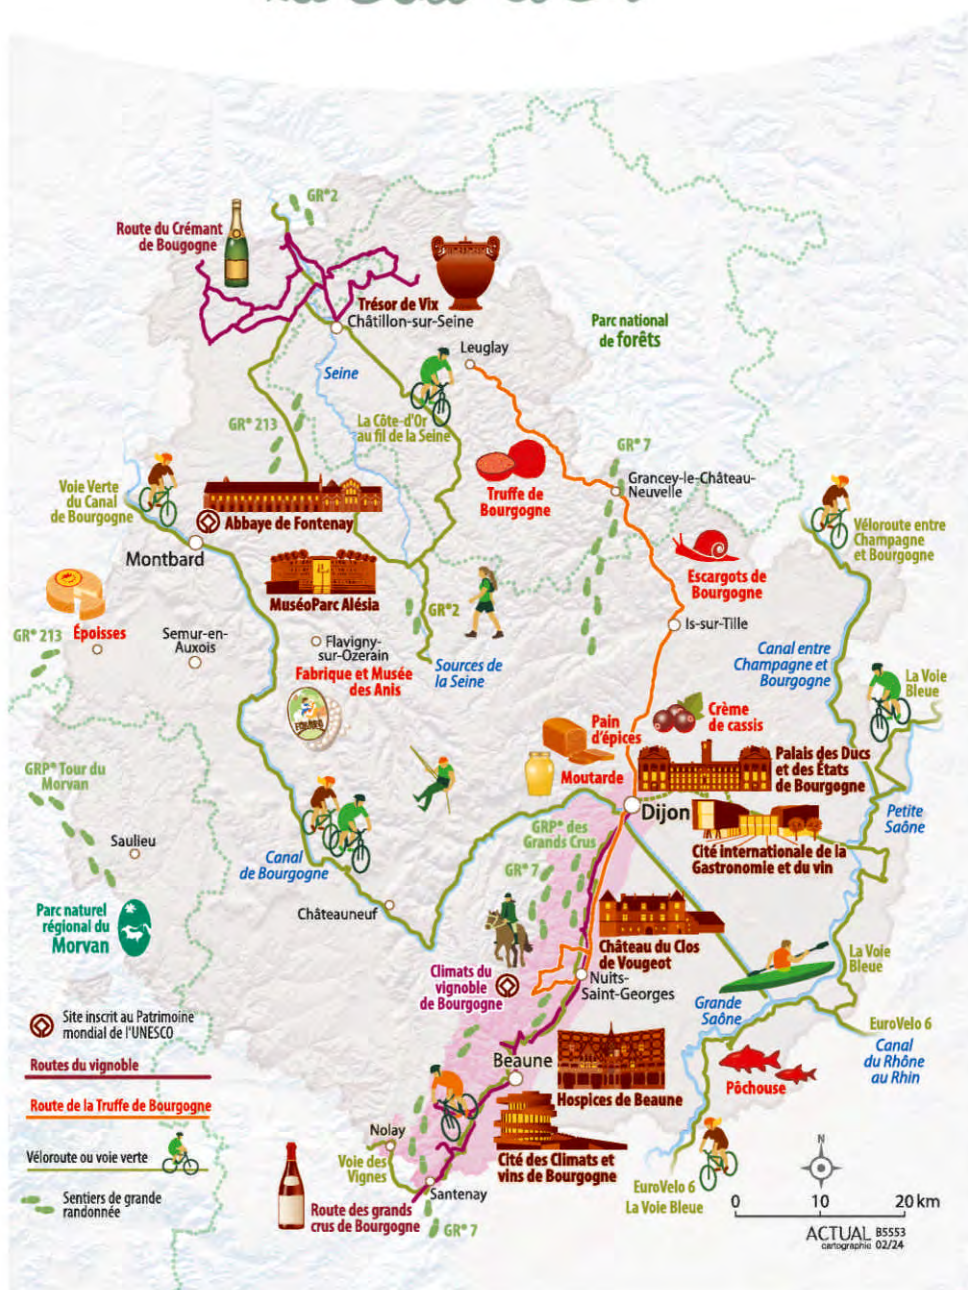 GR®2
Route du Crémant
de Bougogne
Trésor de Vix
Châtillon-sur-Seine
Parc national
de forêts
Leuglay
Seine
La Côte-d'Or
au fil de la Seine
GR® 213
GR® 7
Truffe de
Bourgogne
Grancey-le-Château-
Neuvelle
Voie Verte
du Canal
de Bourgogne
Abbaye de Fontenay
Véloroute entre
Champagne
et Bourgogne
Montbard
Escargots de
Bourgogne
MuséoParc Alésia
GR®2
Époisses
GR® 213
Semur-en-
Auxois
Flavigny-
sur-Ozerain
Is-sur-Tille
Fabrique et Musée
des Anis
Sources de
la Seine
Canal entre
Champagne et
Bourgogne
La Voie
Bleue
Pain
d'épices
Crème
de cassis
Moutarde
Palais des Ducs
et des États
de Bourgogne
GRP® Tour du
Morvan
Dijon
Petite
Saône
Saulieu
GRP® des
Grands Crus
Cité internationale de la
Gastronomie et du vin
Canal
de Bourgogne
GR® 7
Châteauneuf
Parc naturel
régional du
Morvan
Château du Clos
de Vougeot
La Voie
Bleue
Climats du
vignoble
de Bourgogne
Nuits-
Saint-Georges
Grande
Saône
EuroVelo 6
Canal
du Rhône
au Rhin
Site inscrit au Patrimoine
mondial de l'UNESCO
Routes du vignoble
Beaune
Hospices de Beaune
Pôchouse
Route de la Truffe de Bourgogne
Nolay
Voie des
Vignes
Cité des Climats et
vins de Bourgogne
Véloroute ou voie verte
Santenay
EuroVelo 6
La Voie Bleue
Sentiers de grande
randonnée
Route des grands
crus de Bourgogne
GR® 7
N
0 10 20 km
ACTUAL B5553
cartographie 02/24